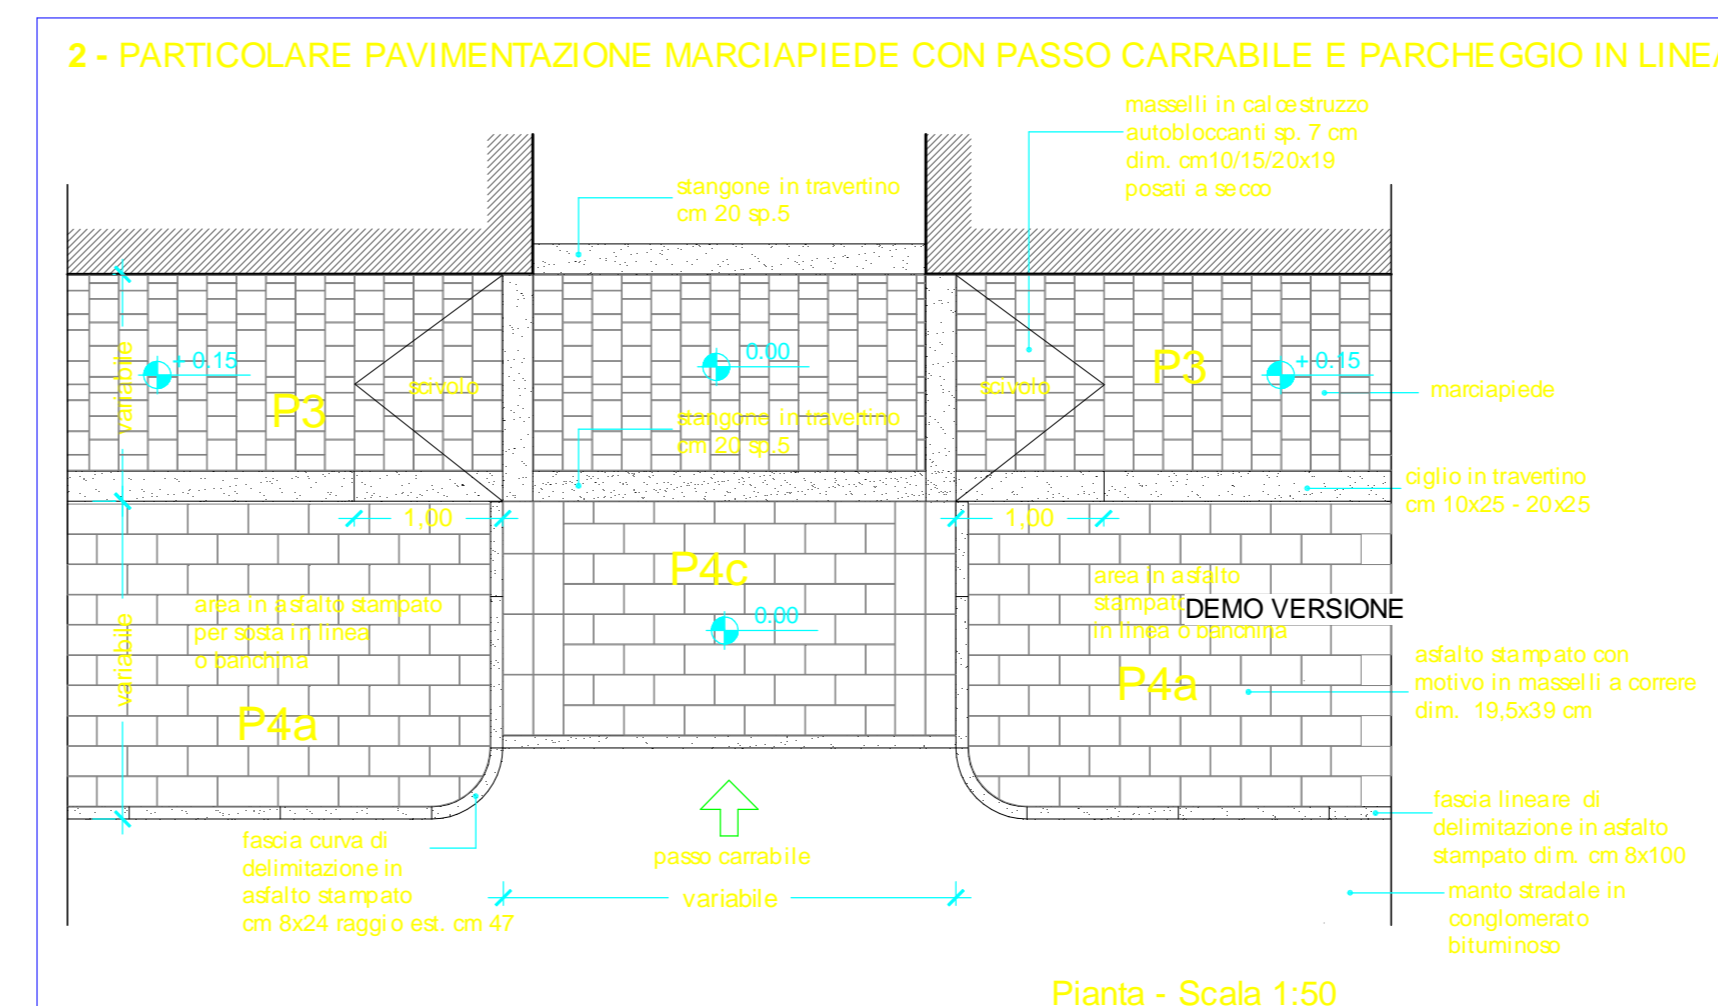 2 - PARTICOLARE PAVIMENTAZIONE MARCIAPIEDE CON PASSO CARRABILE E PARCHEGGIO IN LINEA
masselli in calcestruzzo
autobloccanti sp. 7 cm
dim. cm10/15/20x19
posati a secco
stangone in travertino
cm 20 sp.5
variabile
+ 0.15
P3
scivolo
0.00
stangone in travertino
cm 20 sp.5
scivolo
P3
+ 0.15
marciapiede
ciglio in travertino
cm 10x25 - 20x25
1,00
1,00
variabile
area in asfalto stampato
per sosta in linea
o banchina
P4a
P4c
0.00
area in asfalto
stampato
in linea o banchina
DEMO VERSIONE
P4a
asfalto stampato con
motivo in masselli a correre
dim. 19,5x39 cm
fascia curva di
delimitazione in
asfalto stampato
cm 8x24 raggio est. cm 47
passo carrabile
variabile
fascia lineare di
delimitazione in asfalto
stampato dim. cm 8x100
manto stradale in
conglomerato
bituminoso
Pianta - Scala 1:50